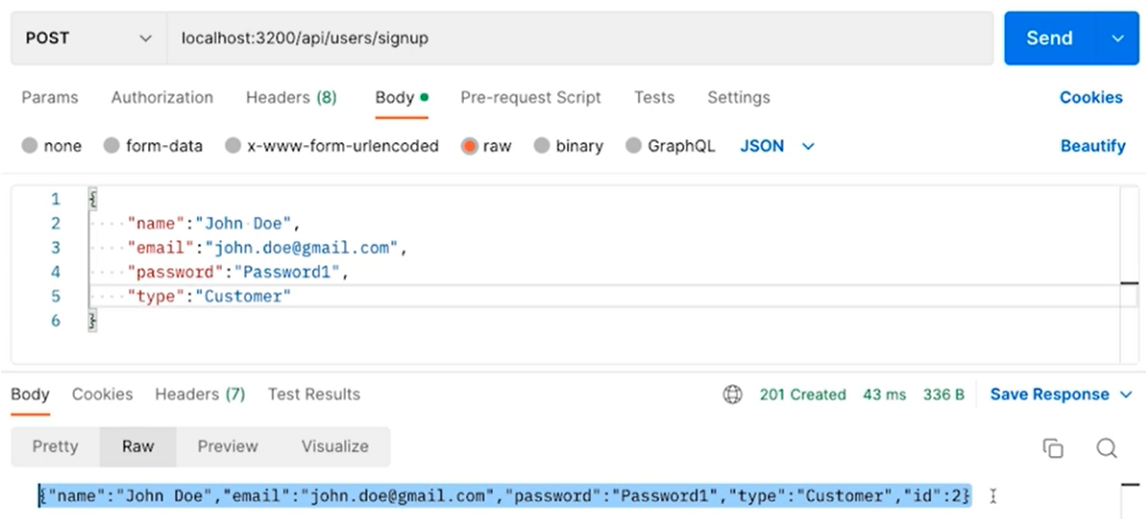 POST localhost:3200/api/users/signup Send
Params Authorization Headers (8) Body Pre-request Script Tests Settings Cookies
none form-data x-www-form-urlencoded raw binary GraphQL JSON Beautify
1 {
2 "name":"John Doe",
3 "email":"john.doe@gmail.com",
4 "password":"Password1",
5 "type":"Customer"
6 }
Body Cookies Headers (7) Test Results 201 Created 43 ms 336 B Save Response
Pretty Raw Preview Visualize
{"name":"John Doe","email":"john.doe@gmail.com","password":"Password1","type":"Customer","id":2}